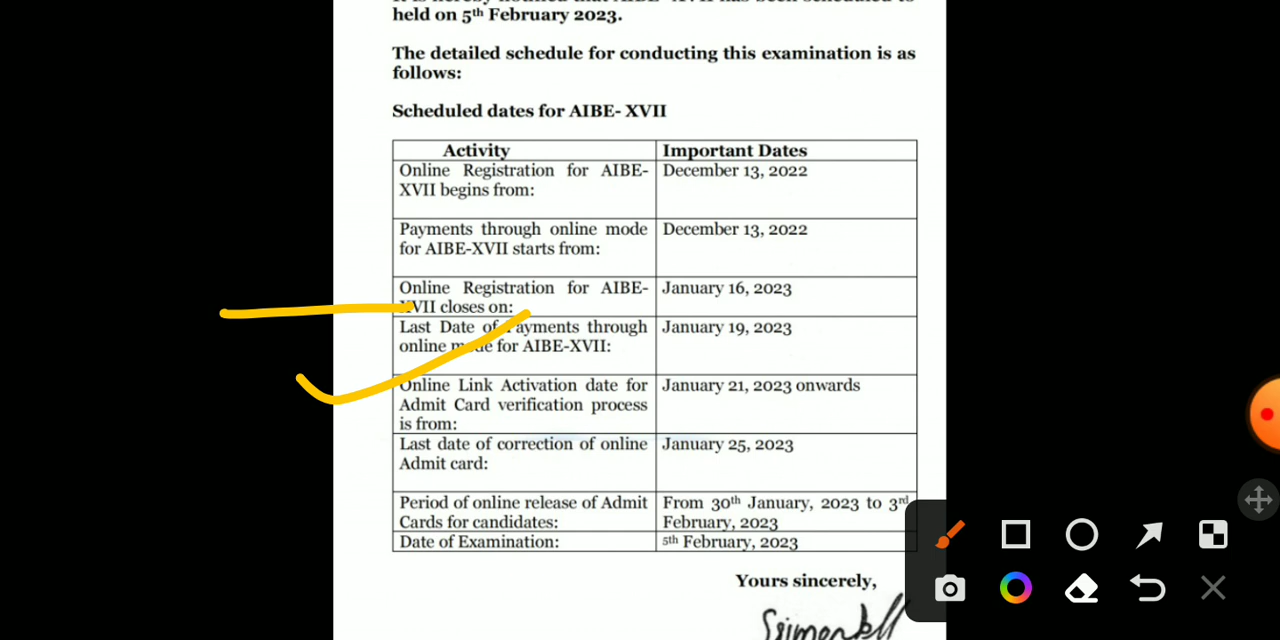 held on 5th February 2023.
The detailed schedule for conducting this examination is as
follows:
Scheduled dates for AIBE- XVII
Activity
Important Dates
Online Registration for AIBE-
XVII begins from:
December 13, 2022
Payments through online mode
for AIBE-XVII starts from:
December 13, 2022
Online Registration for AIBE-
XVII closes on:
January 16, 2023
Last Date of Payments through
online mode for AIBE-XVII:
January 19, 2023
Online Link Activation date for
Admit Card verification process
is from:
January 21, 2023 onwards
Last date of correction of online
Admit card:
January 25, 2023
Period of online release of Admit
Cards for candidates:
From 30th January, 2023 to 3rd
February, 2023
Date of Examination:
5th February, 2023
Yours sincerely,